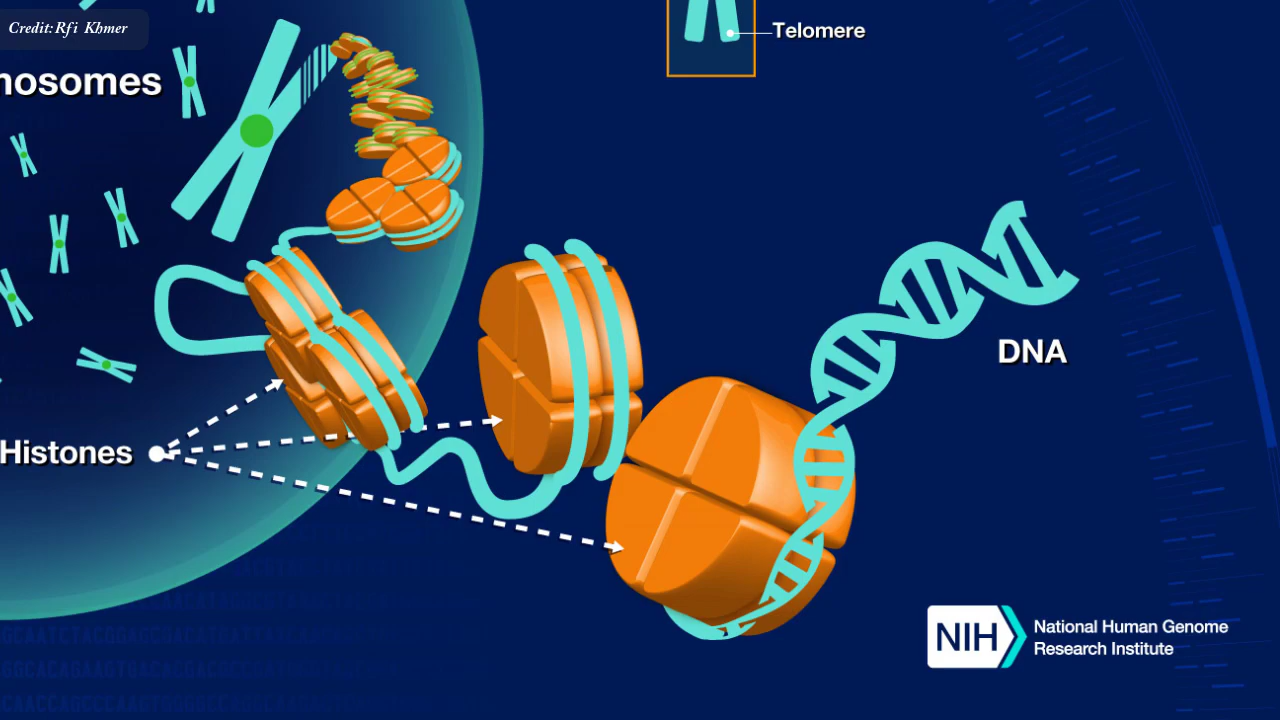 Credit:Rfi Khmer
Telomere
nosomes
DNA
Histones
NIH
National Human Genome
Research Institute